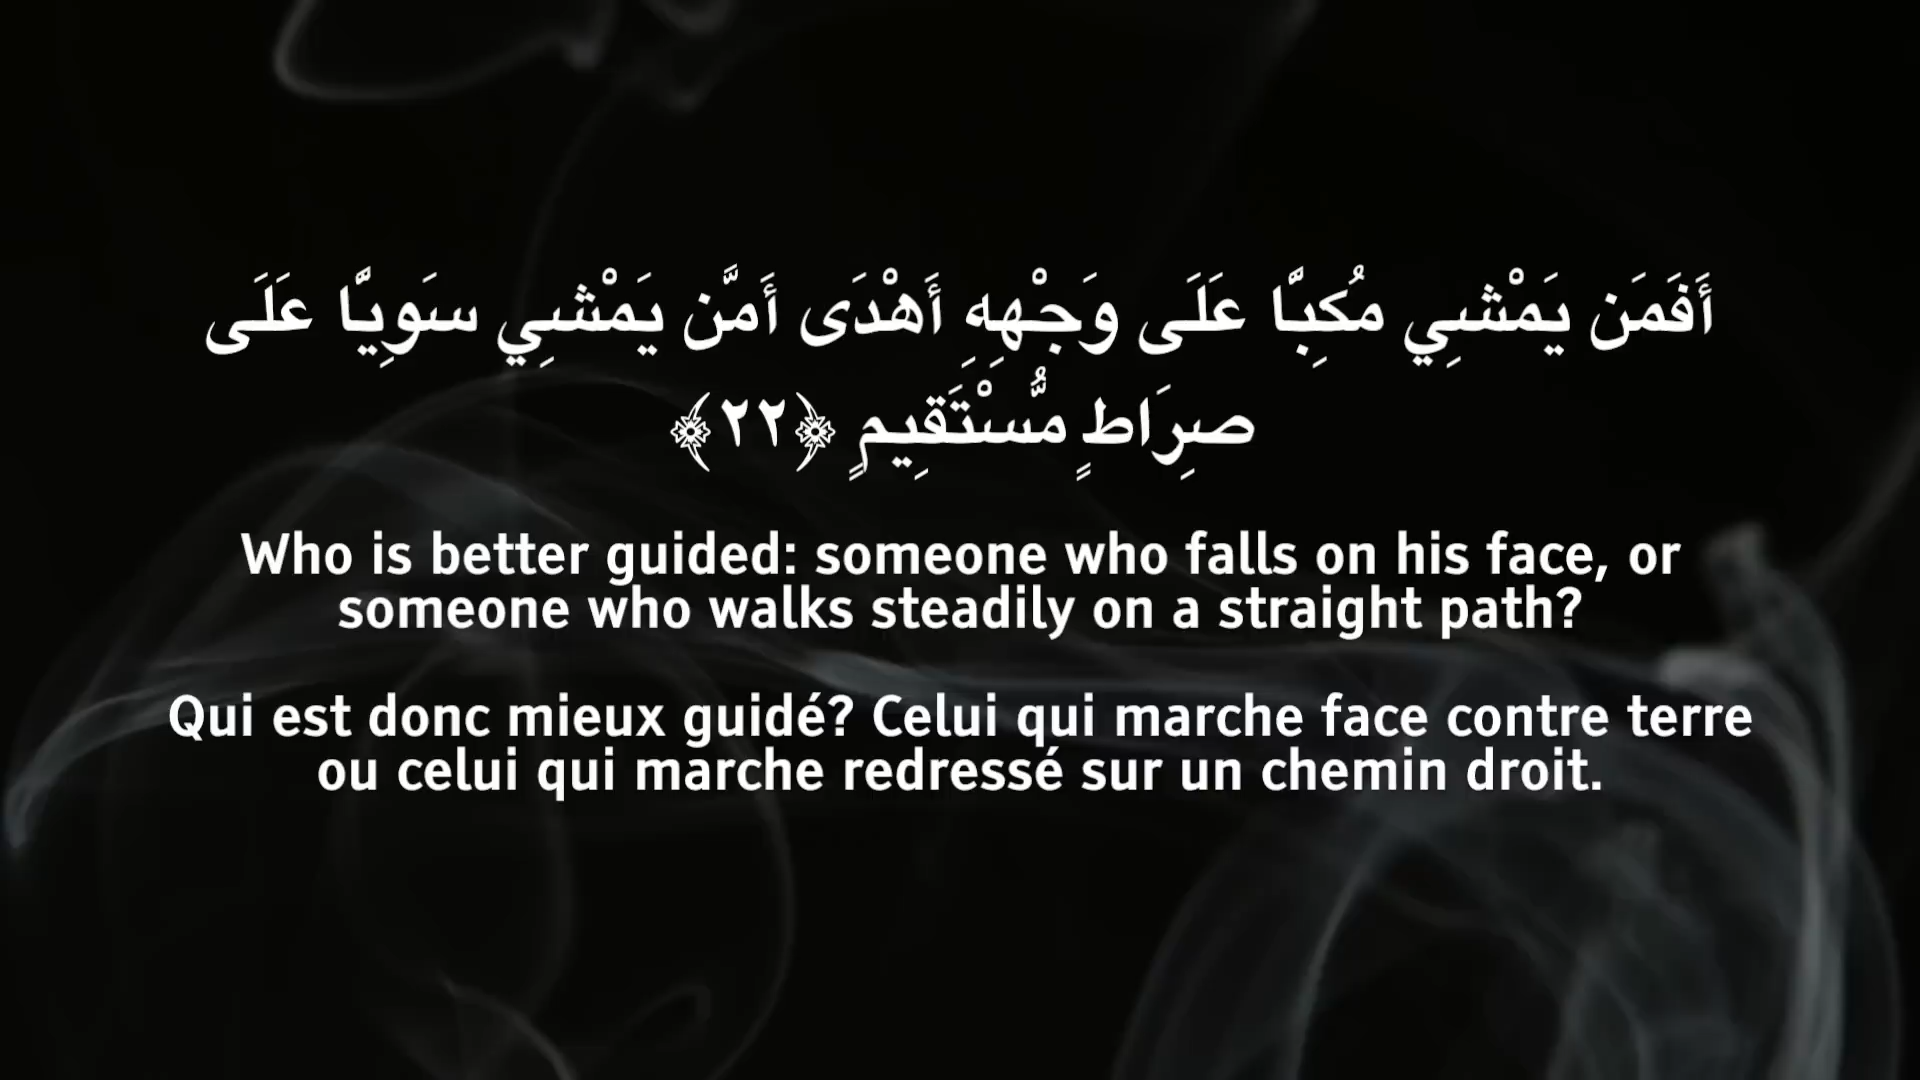 أَفَمَن يَمْشِي مُكِبًّا عَلَى وَجْهِهِ أَهْدَى أَمَّن يَمْشِي سَوِيًّا عَلَى
صِرَاطٍ مُّسْتَقِيمٍ ﴿٢٢﴾
Who is better guided: someone who falls on his face, or
someone who walks steadily on a straight path?
Qui est donc mieux guidé? Celui qui marche face contre terre
ou celui qui marche redressé sur un chemin droit.